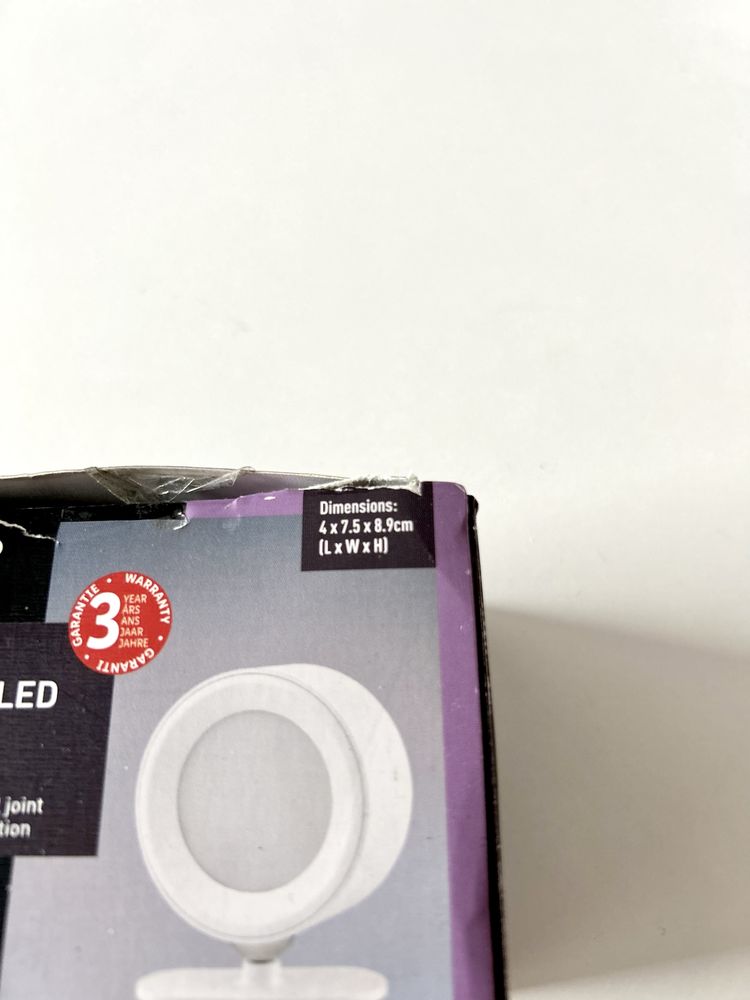 Dimensions:
4 x 7.5 x 8.9cm
(L x W x H)
GARANTIE • WARRANTY • GARANTI •
3
YEAR
ÅRS
ANS
JAAR
JAHRE
LED
joint
tion